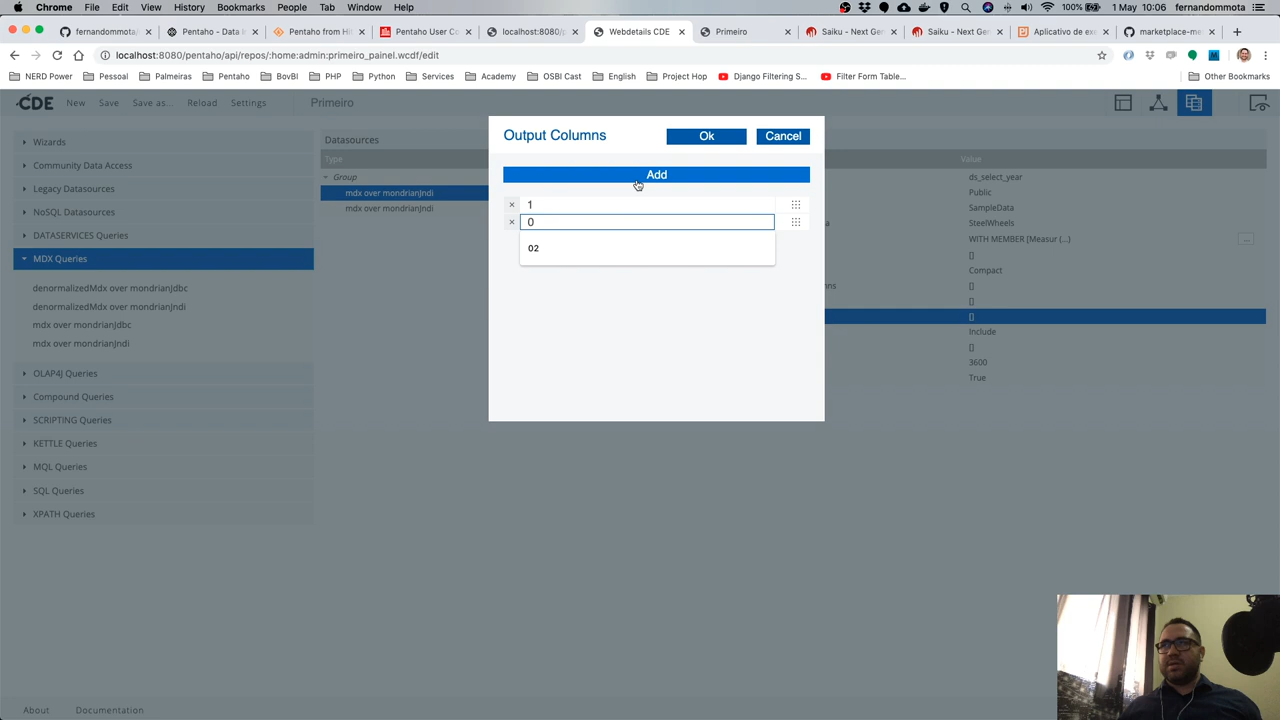 Chrome File Edit View History Bookmarks People Tab Window Help 100% 1 May 10:06 fernandommota
fernandommota/ Pentaho - Data I Pentaho from HI Pentaho User Co localhost:8080/p Webdetails CDE Primeiro Saiku - Next Gen Saiku - Next Gen Aplicativo de exe marketplace-me
localhost:8080/pentaho/api/repos/:home:admin:primeiro_painel.wcdf/edit
NERD Power Pessoal Palmeiras Pentaho BovBI PHP Python Services Academy OSBI Cast English Project Hop Django Filtering S... Filter Form Table... Other Bookmarks
CDE New Save Save as... Reload Settings Primeiro
Output Columns Ok Cancel
Add
1
0
02
Wizards
Community Data Access
Legacy Datasources
NoSQL Datasources
DATASERVICES Queries
MDX Queries
denormalizedMdx over mondrianJdbc
denormalizedMdx over mondrianJndi
mdx over mondrianJdbc
mdx over mondrianJndi
OLAP4J Queries
Compound Queries
SCRIPTING Queries
KETTLE Queries
MQL Queries
SQL Queries
XPATH Queries
Datasources
Type
Group
mdx over mondrianJndi
mdx over mondrianJndi
Value
ds_select_year
Public
SampleData
SteelWheels
WITH MEMBER [Measur (...)
...
[]
Compact
[]
[]
[]
Include
[]
3600
True
About Documentation